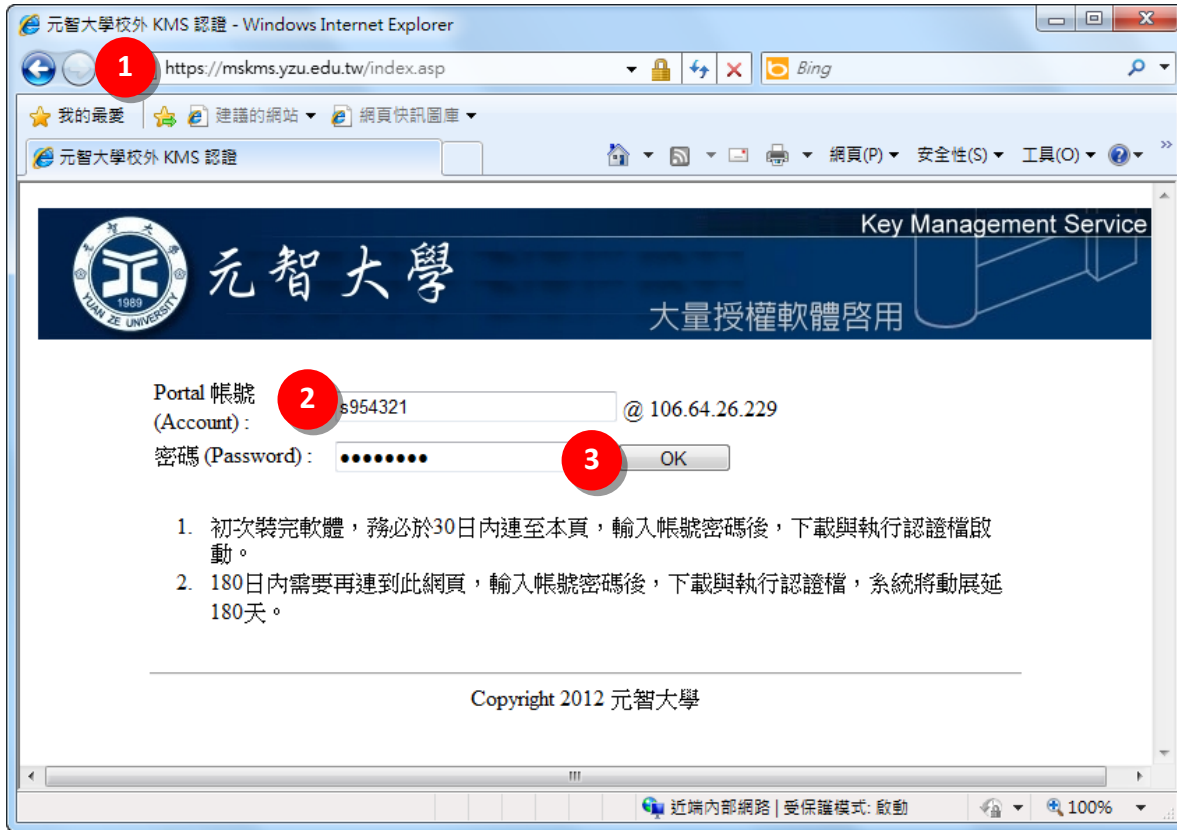 元智大學校外 KMS 認證 - Windows Internet Explorer
1
https://mskms.yzu.edu.tw/index.asp
Bing
我的最愛 建議的網站 網頁快訊圖庫
元智大學校外 KMS 認證
網頁(P) 安全性(S) 工具(O)
Key Management Service
元智大學
YUAN ZE UNIVERSITY
1989
元智大學
大量授權軟體啓用
Portal 帳號
(Account) :
2
s954321 @ 106.64.26.229
密碼 (Password) : ●●●●●●●●
3
OK
1. 初次裝完軟體，務必於30日內連至本頁，輸入帳號密碼後，下載與執行認證檔啟
動。
2. 180日內需要再連到此網頁，輸入帳號密碼後，下載與執行認證檔，系統將動展延
180天。
Copyright 2012 元智大學
近端內部網路 | 受保護模式: 啟動
100%